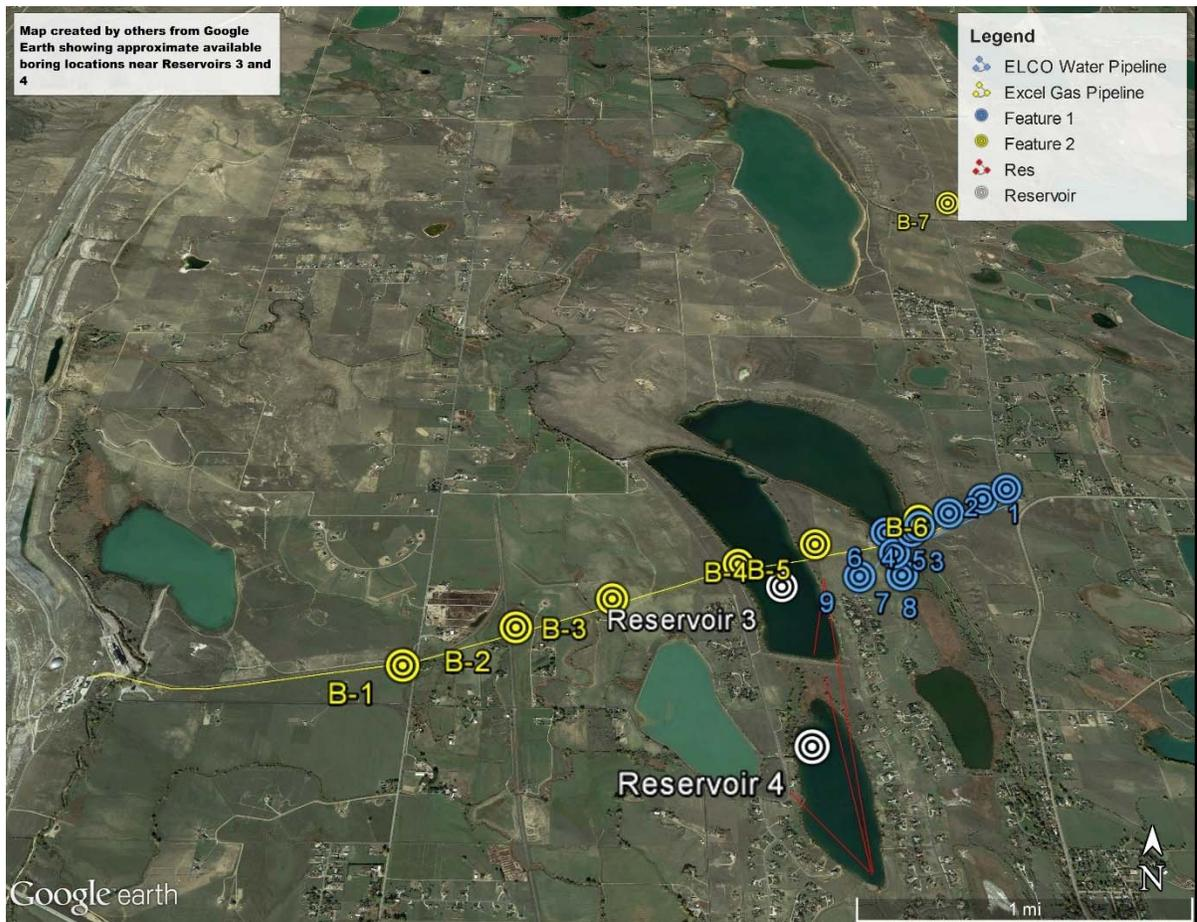 Map created by others from Google
Earth showing approximate available
boring locations near Reservoirs 3 and
4
Legend
ELCO Water Pipeline
Excel Gas Pipeline
Feature 1
Feature 2
Res
Reservoir
B-7
2
1
B-6
6
4
5
3
B-4
B-5
9
7
8
Reservoir 3
B-3
B-2
B-1
Reservoir 4
N
Google earth
1 mi